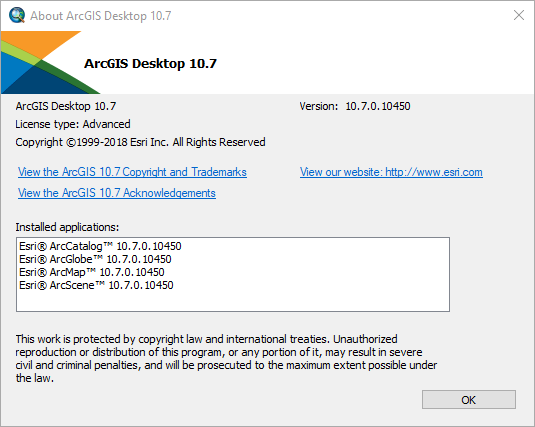 About ArcGIS Desktop 10.7
ArcGIS Desktop 10.7
ArcGIS Desktop 10.7
Version: 10.7.0.10450
License type: Advanced
Copyright ©1999-2018 Esri Inc. All Rights Reserved
View the ArcGIS 10.7 Copyright and Trademarks
View our website: http://www.esri.com
View the ArcGIS 10.7 Acknowledgements
Installed applications:
Esri® ArcCatalog™ 10.7.0.10450
Esri® ArcGlobe™ 10.7.0.10450
Esri® ArcMap™ 10.7.0.10450
Esri® ArcScene™ 10.7.0.10450
This work is protected by copyright law and international treaties. Unauthorized
reproduction or distribution of this program, or any portion of it, may result in severe
civil and criminal penalties, and will be prosecuted to the maximum extent possible under
the law.
OK